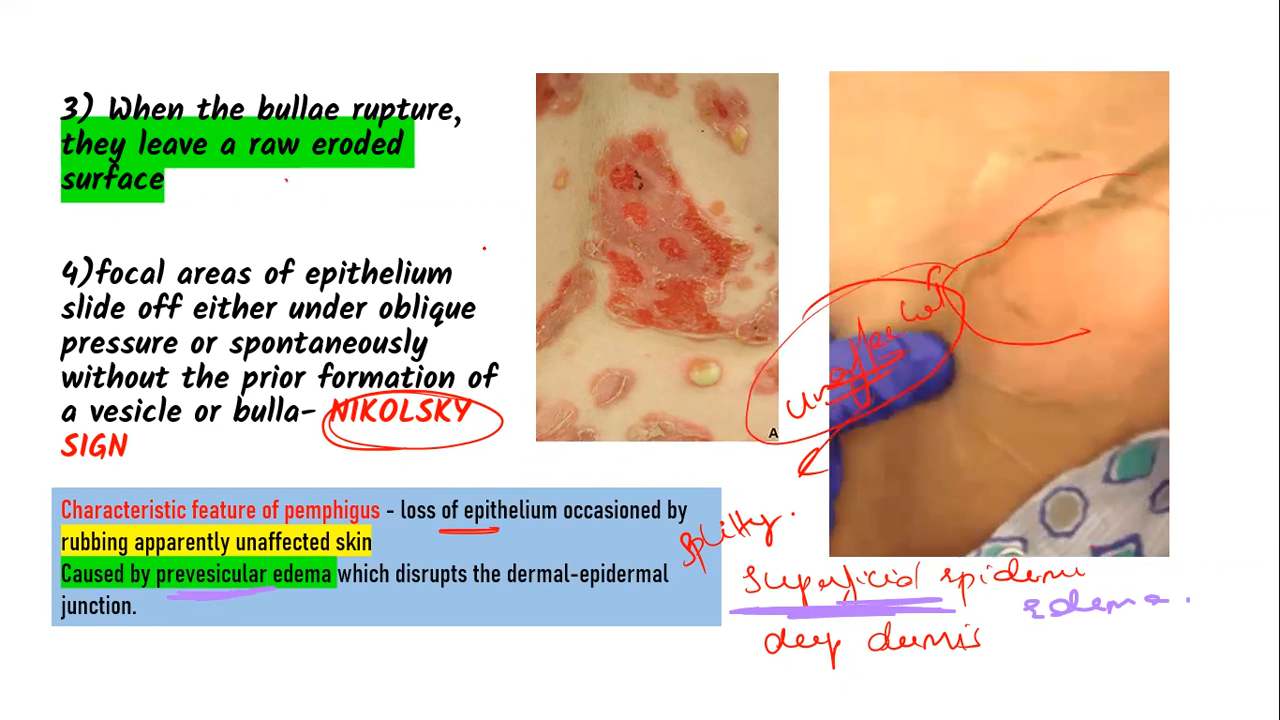 3) When the bullae rupture,
they leave a raw eroded
surface
4)focal areas of epithelium
slide off either under oblique
pressure or spontaneously
without the prior formation of
a vesicle or bulla- NIKOLSKY
SIGN
Characteristic feature of pemphigus - loss of epithelium occasioned by
rubbing apparently unaffected skin
Caused by prevesicular edema which disrupts the dermal-epidermal
junction.
A
superficial epiderm
edema.
deep dermis